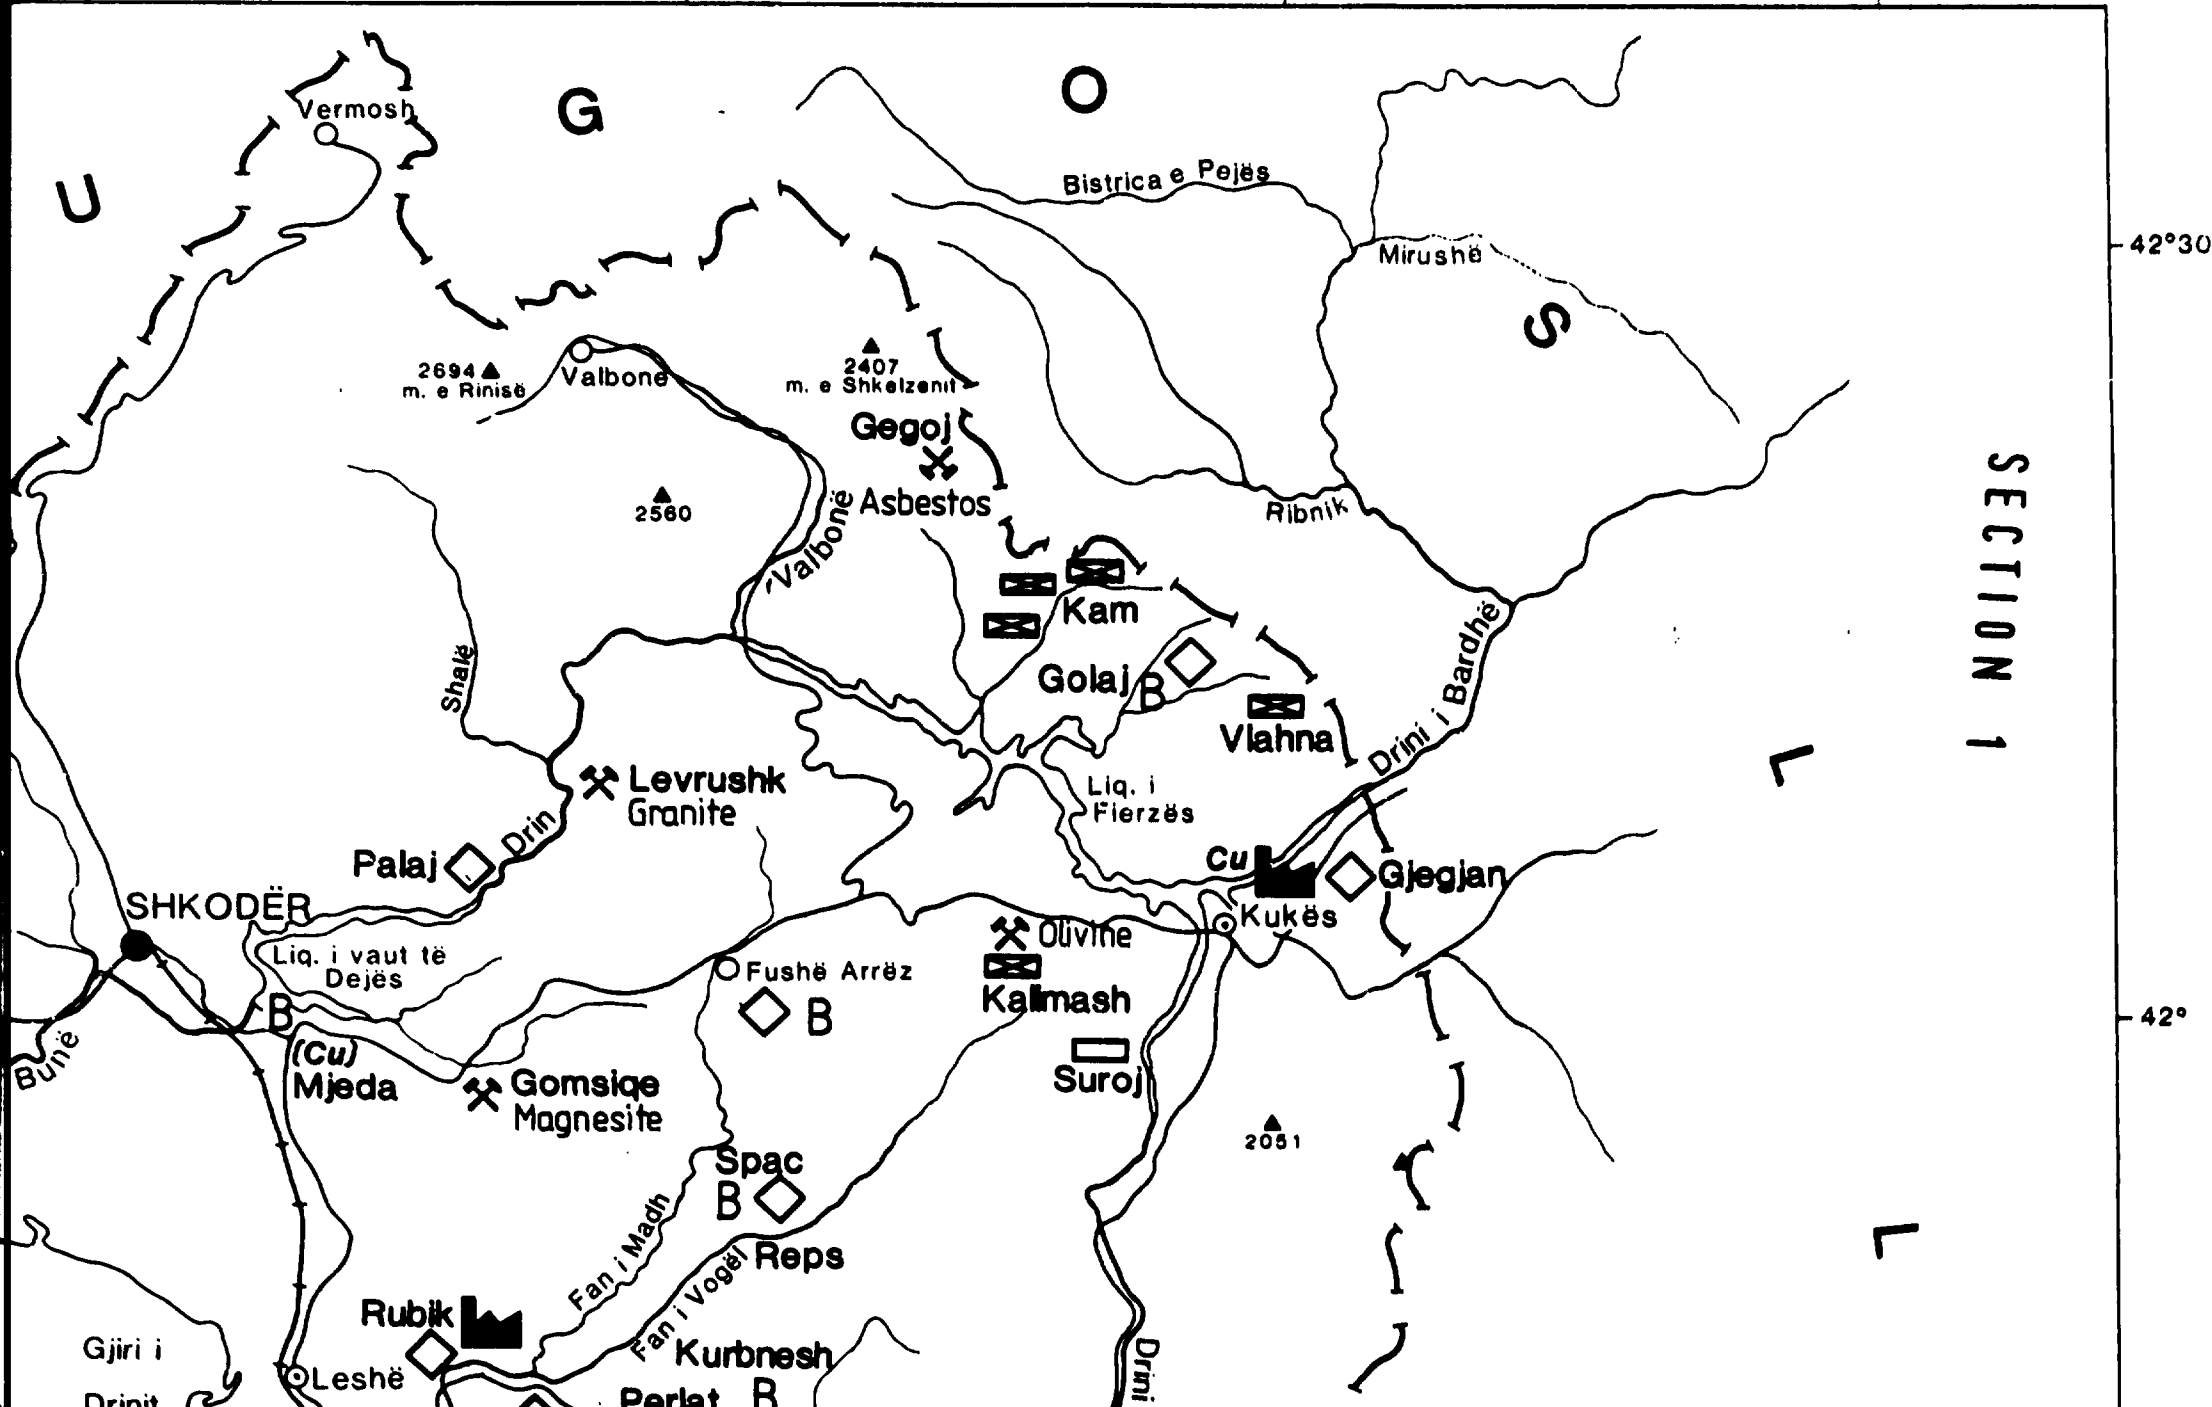 U
G
O
S
L
L
Vermosh
Bistrica e Pejës
Mirushë
42°30
2694
m. e Rinisë
Valbonë
2407
m. e Shkelzenit
Gegoj
Asbestos
2560
Valbonë
Ribnik
SECTION 1
Kam
Shalë
Golaj B
Vlahna
Drini i Bardhë
Levrushk
Granite
Liq. i
Fierzës
Drin
Palaj
Cu
Gjegjan
SHKODËR
Kukës
Olivine
Liq. i vaut të
Dejës
Fushë Arrëz
Kalimash
B
B
42°
Bunë
(Cu)
Mjeda
Gomsiqe
Magnesite
Suroj
2051
Spac
B
Fan i Madh
Reps
Fan i Vogël
Rubik
Gjiri i
Drinit
Leshë
Kurbnesh
Perlat B
Drini